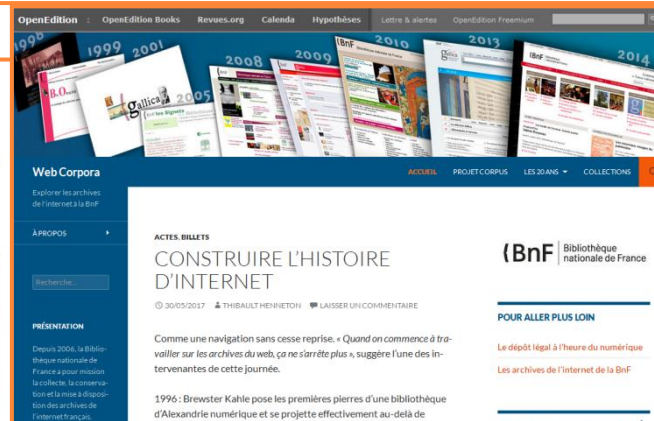 OpenEdition : OpenEdition Books Revues.org Calenda Hypothèses Lettre & alertes OpenEdition Freemium
1998 1999 2001 2005 2008 2009 2010 2013 2014
B.O.
gallica
{BnF
{BnF les Signets
gallica
{BnF
Web Corpora
ACCUEIL PROJET CORPUS LES 20 ANS COLLECTIONS
Explorer les archives
de l'internet à la BnF
À PROPOS
Recherche...
PRÉSENTATION
Depuis 2006, la Biblio-
thèque nationale de
France a pour mission
la collecte, la conserva-
tion et la mise à disposi-
tion des archives de
l'internet français.
ACTES, BILLETS
CONSTRUIRE L'HISTOIRE
D'INTERNET
30/05/2017 THIBAULT HENNETON LAISSER UN COMMENTAIRE
Comme une navigation sans cesse reprise. « Quand on commence à tra-
vailler sur les archives du web, ça ne s'arrête plus », suggère l'une des in-
tervenantes de cette journée.
1996 : Brewster Kahle pose les premières pierres d'une bibliothèque
d'Alexandrie numérique et se projette effectivement au-delà de
{BnF Bibliothèque
nationale de France
POUR ALLER PLUS LOIN
Le dépôt légal à l'heure du numérique
Les archives de l'internet de la BnF